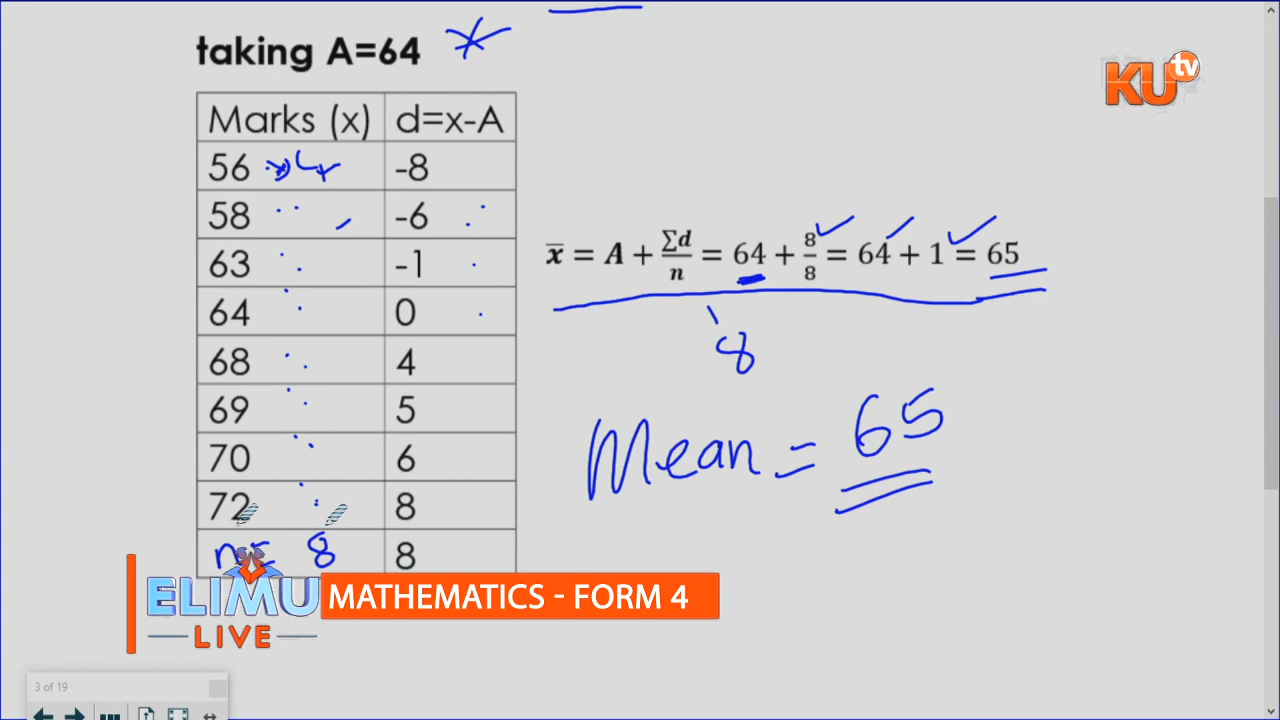 taking A=64
KU tv
Marks (x) d=x-A
56 -8
58 -6
63 -1
64 0
68 4
69 5
70 6
72 8
n= 8 8
x̅ = A + ∑d/n = 64 + 8/8 = 64 + 1 = 65
8
Mean = 65
ELIMU
LIVE
MATHEMATICS - FORM 4
3 of 19